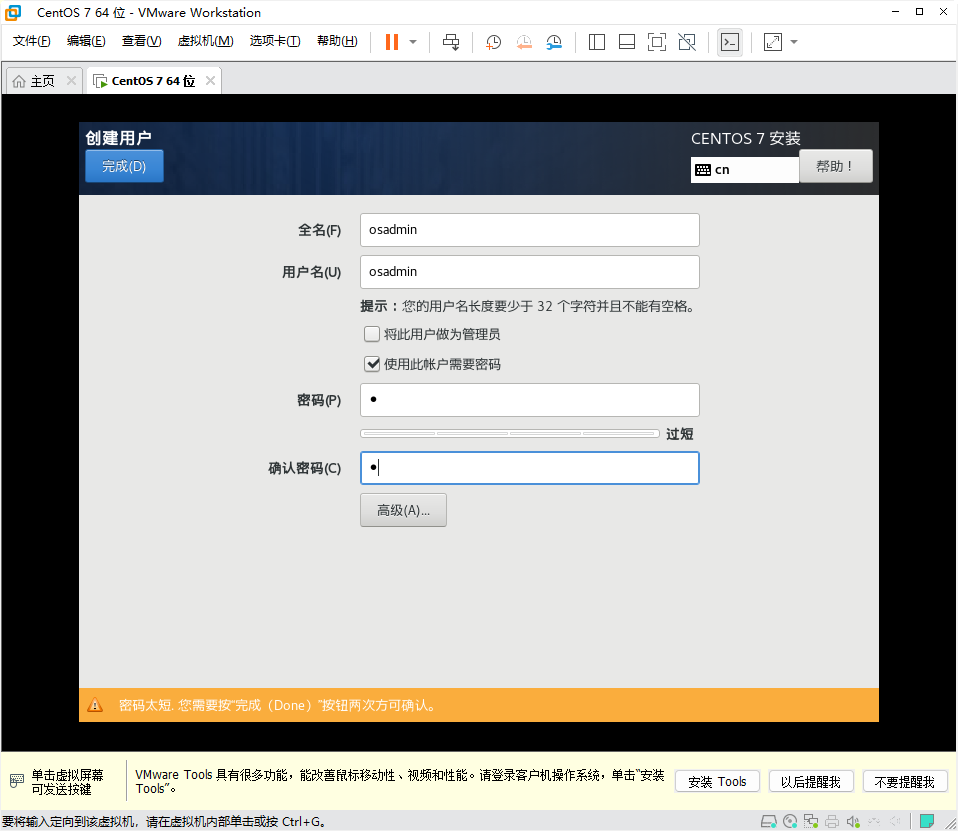 CentOS 7 64 位 - VMware Workstation
文件(F) 编辑(E) 查看(V) 虚拟机(M) 选项卡(T) 帮助(H)
主页 CentOS 7 64 位
创建用户 CENTOS 7 安装
完成(D) cn 帮助！
全名(F) osadmin
用户名(U) osadmin
提示：您的用户名长度要少于 32 个字符并且不能有空格。
将此用户做为管理员
使用此帐户需要密码
密码(P)
过短
确认密码(C)
高级(A)...
密码太短. 您需要按“完成（Done）”按钮两次方可确认。
单击虚拟屏幕
可发送按键
VMware Tools 具有很多功能，能改善鼠标移动性、视频和性能。请登录客户机操作系统，单击“安装
Tools”。
安装 Tools 以后提醒我 不要提醒我
要将输入定向到该虚拟机，请在虚拟机内部单击或按 Ctrl+G。